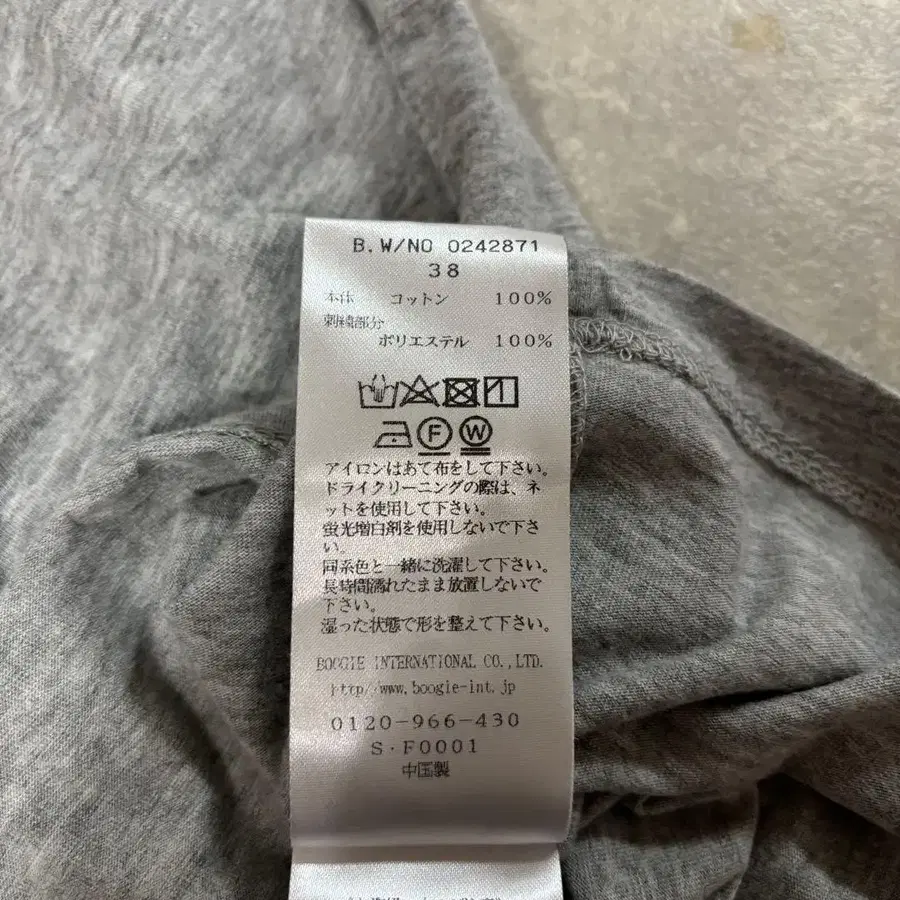 B.W/NO 0242871
38
本体 コットン 100%
刺繍部分
ポリエステル 100%
F W
アイロンはあて布をして下さい。
ドライクリーニングの際は、ネ
ットを使用して下さい。
蛍光増白剤を使用しないで下さ
い。
同系色と一緒に洗濯して下さい。
長時間濡れたまま放置しないで
下さい。
湿った状態で形を整えて下さい。
BOOGIE INTERNATIONAL CO.,LTD.
http//www.boogie-int.jp
0120-966-430
S・F0001
中国製